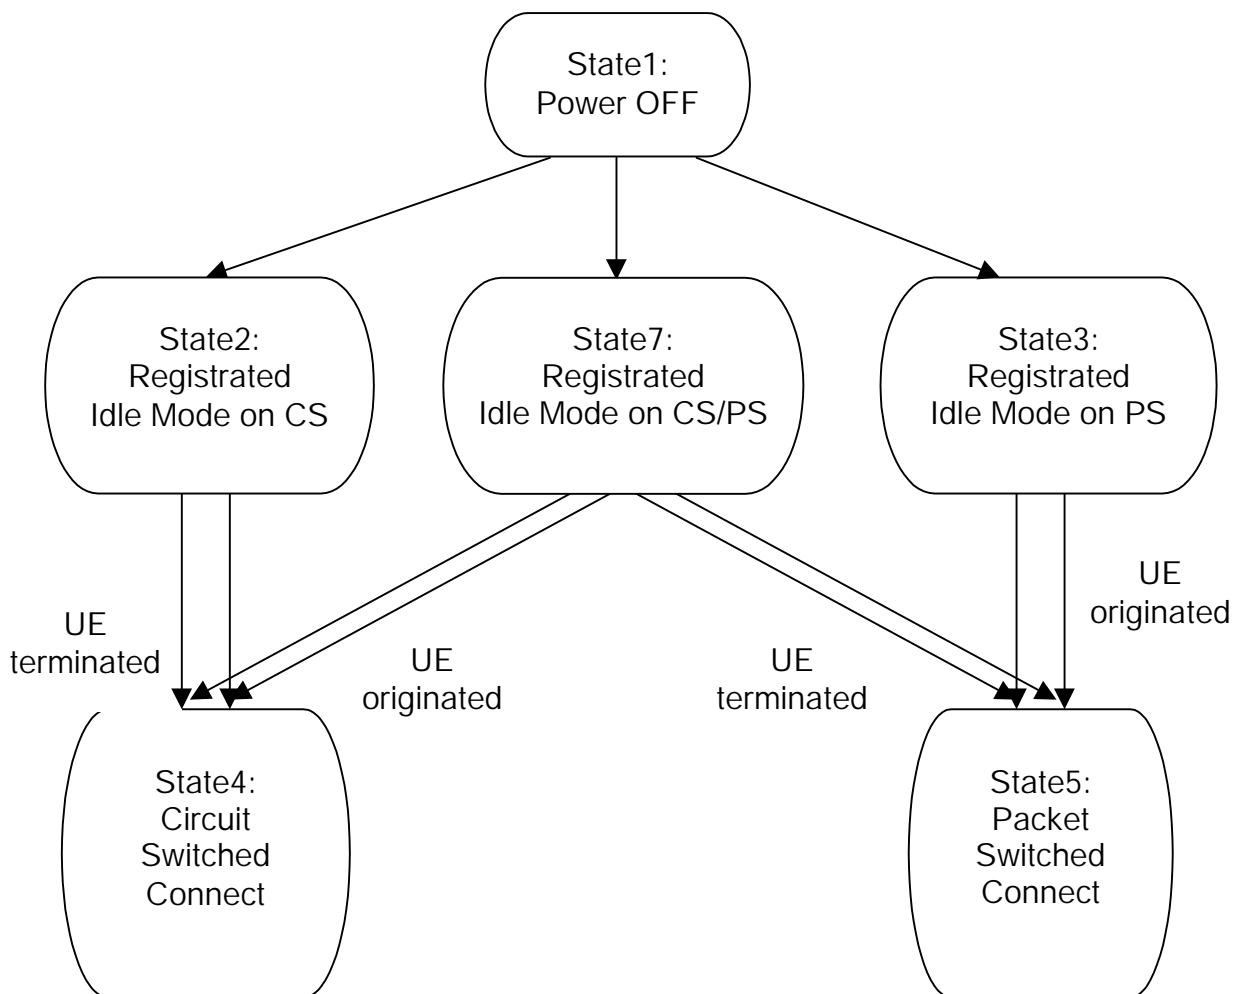 State1:
Power OFF
State2:
Registrated
Idle Mode on CS
State7:
Registrated
Idle Mode on CS/PS
State3:
Registrated
Idle Mode on PS
UE
terminated
UE
originated
UE
terminated
UE
originated
State4:
Circuit
Switched
Connect
State5:
Packet
Switched
Connect